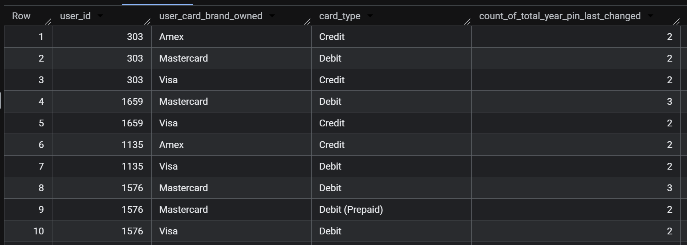 Row user_id user_card_brand_owned card_type count_of_total_year_pin_last_changed
1 303 Amex Credit 2
2 303 Mastercard Debit 2
3 303 Visa Credit 2
4 1659 Mastercard Debit 3
5 1659 Visa Credit 2
6 1135 Amex Credit 2
7 1135 Visa Debit 2
8 1576 Mastercard Debit 3
9 1576 Mastercard Debit (Prepaid) 2
10 1576 Visa Debit 2